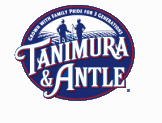 GROWN WITH FAMILY PRIDE FOR 3 GENERATIONS
TANIMURA
& ANTLE
®